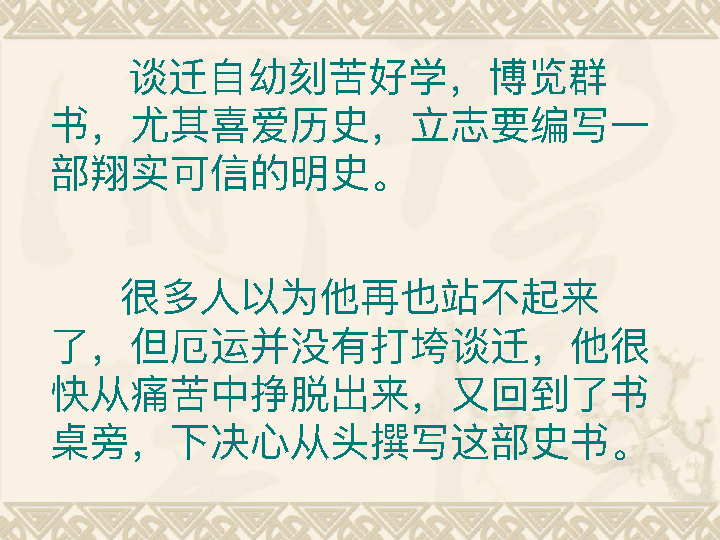 谈迁自幼刻苦好学，博览群
书，尤其喜爱历史，立志要编写一
部翔实可信的明史。
很多人以为他再也站不起来
了，但厄运并没有打垮谈迁，他很
快从痛苦中挣脱出来，又回到了书
桌旁，下决心从头撰写这部史书。